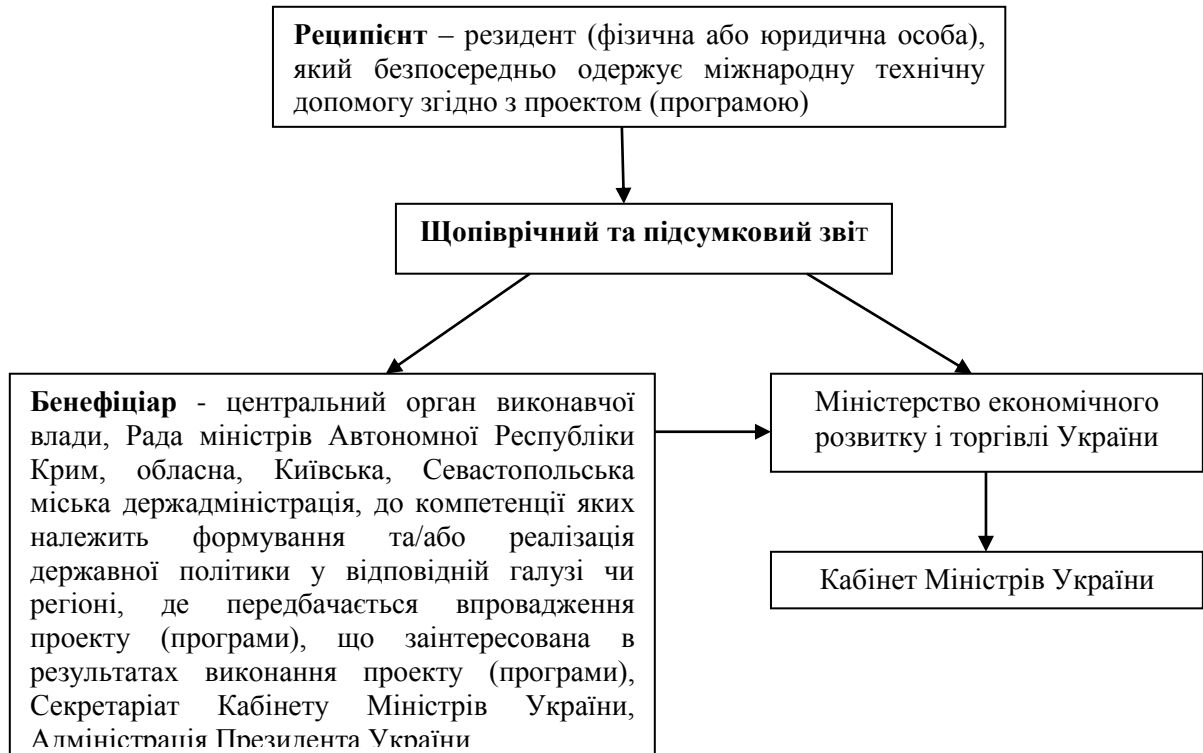 Реципієнт – резидент (фізична або юридична особа),
який безпосередньо одержує міжнародну технічну
допомогу згідно з проектом (програмою)
Щопіврічний та підсумковий звіт
Бенефіціар - центральний орган виконавчої
влади, Рада міністрів Автономної Республіки
Крим, обласна, Київська, Севастопольська
міська держадміністрація, до компетенції яких
належить формування та/або реалізація
державної політики у відповідній галузі чи
регіоні, де передбачається впровадження
проекту (програми), що заінтересована в
результатах виконання проекту (програми),
Секретаріат Кабінету Міністрів України,
Адміністрація Президента України
Міністерство економічного
розвитку і торгівлі України
Кабінет Міністрів України